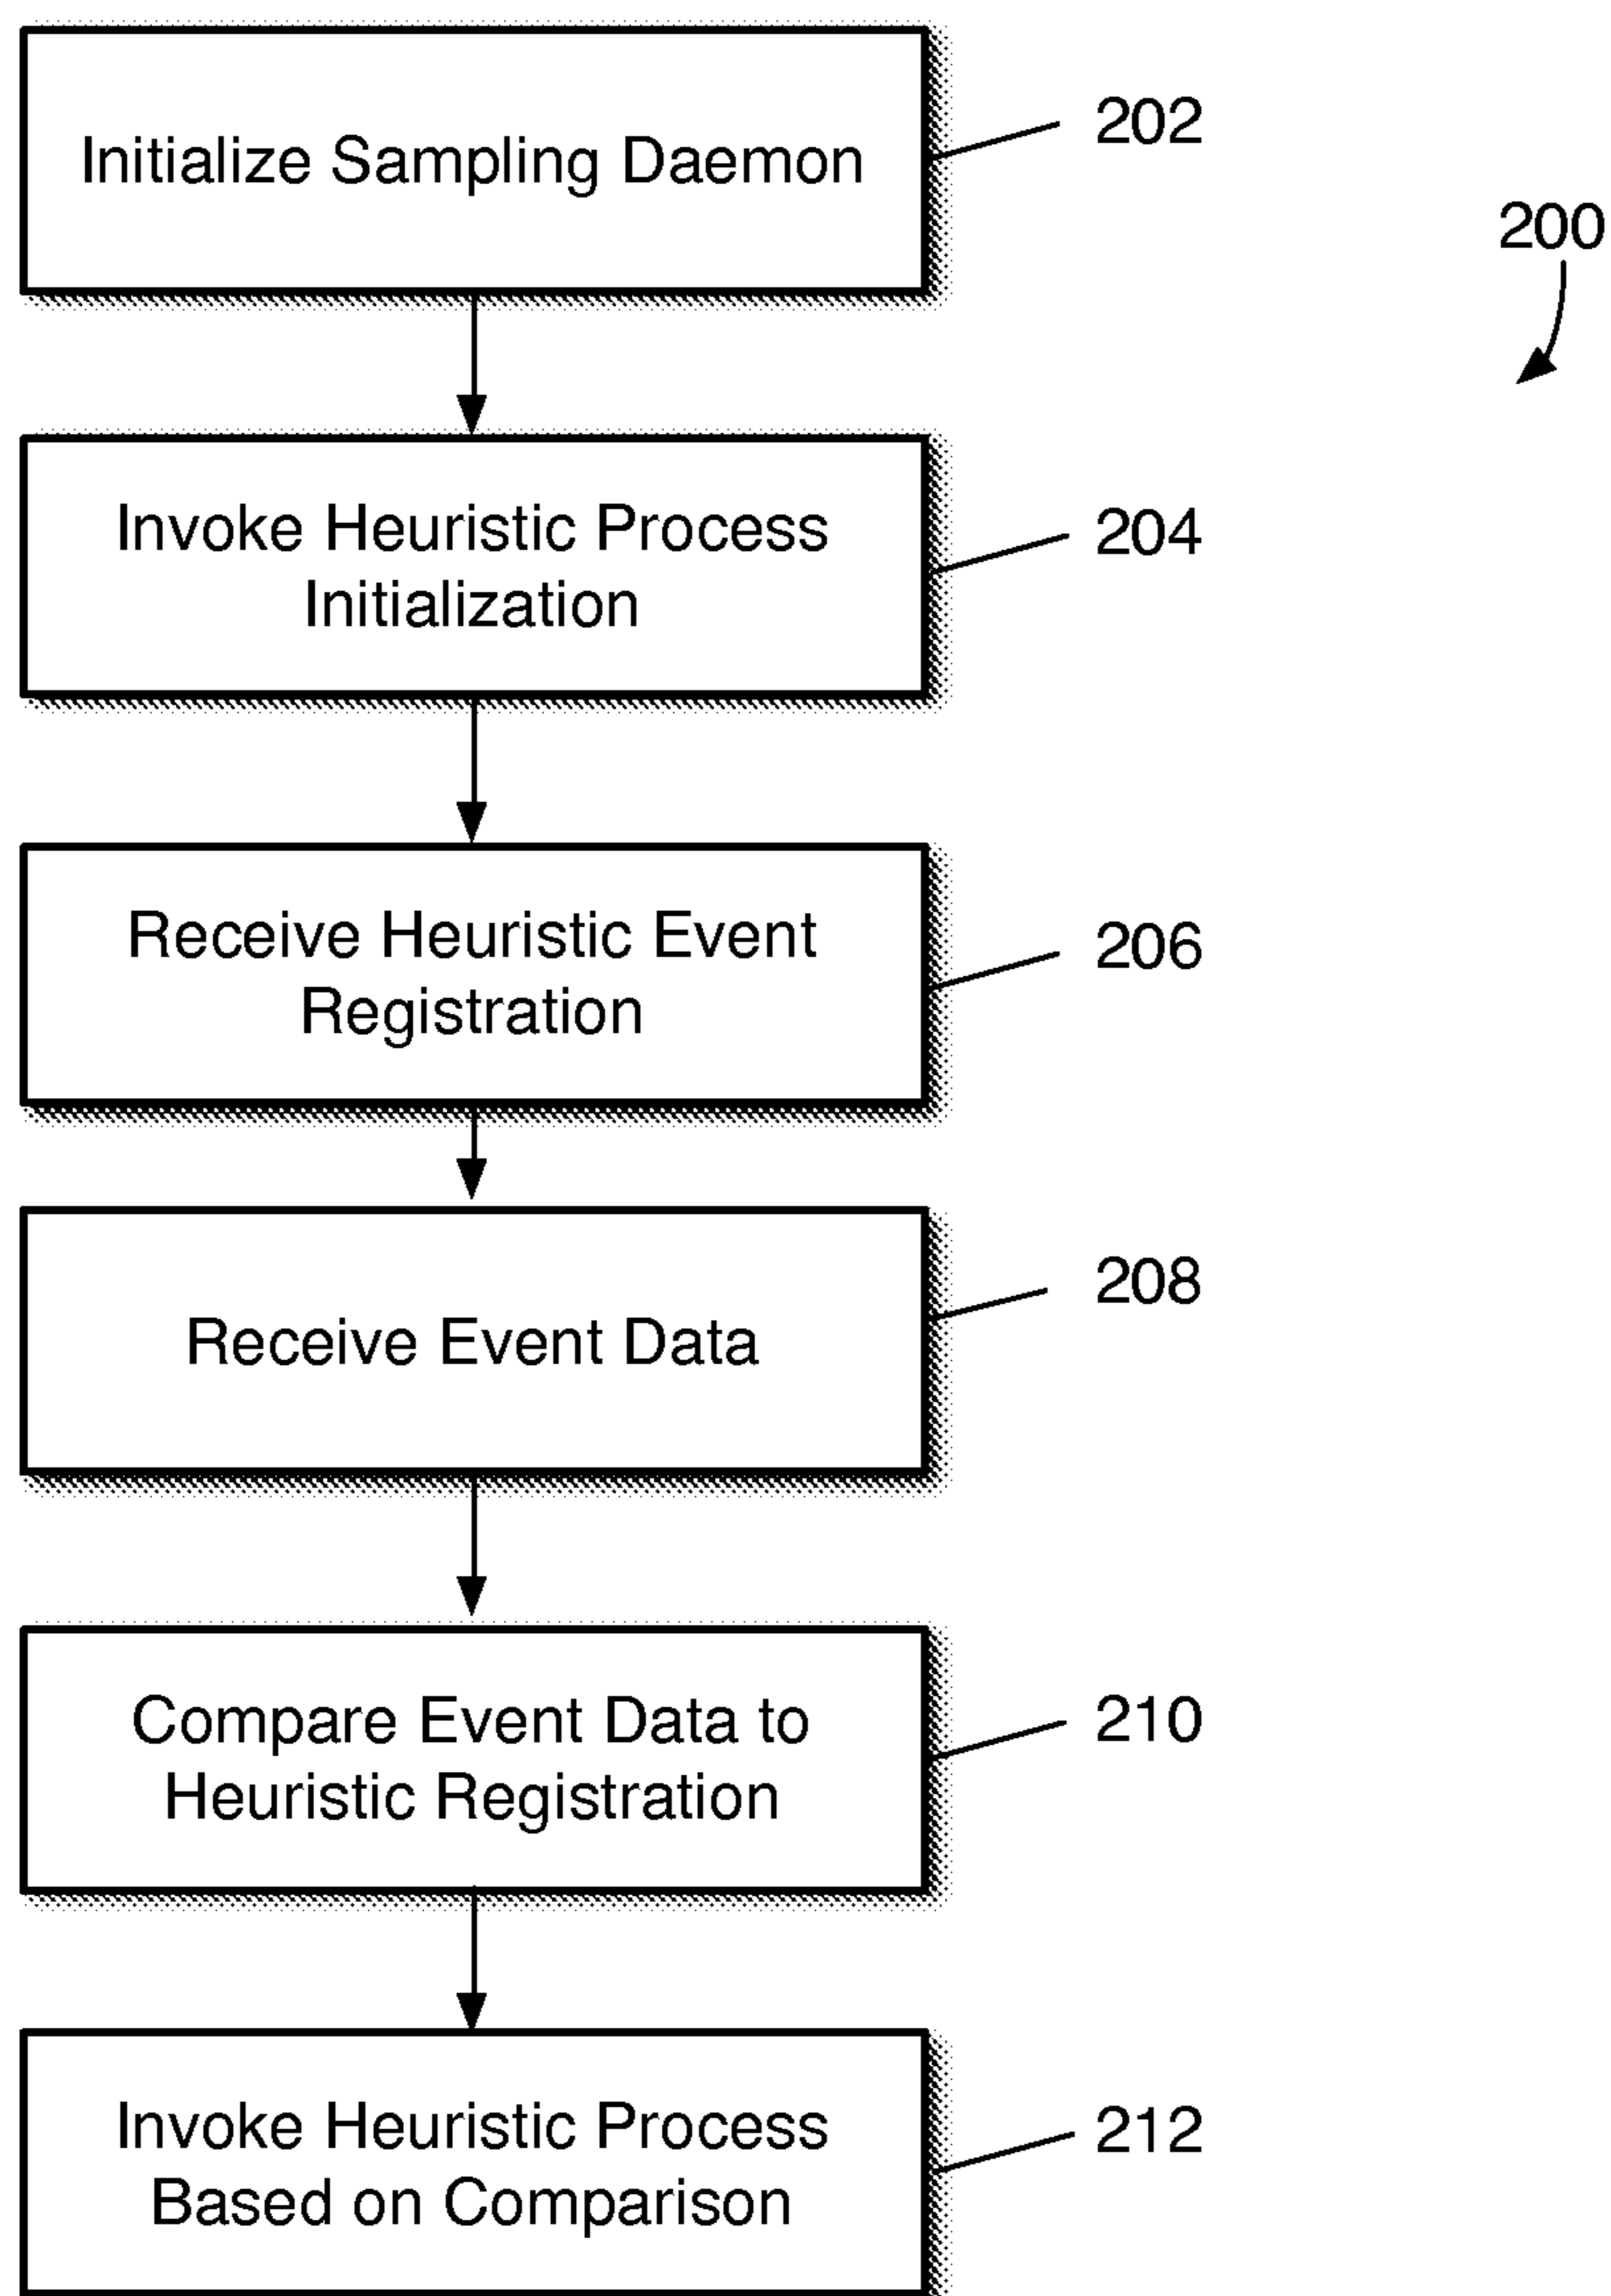 Initialize Sampling Daemon
202
200
Invoke Heuristic Process
Initialization
204
Receive Heuristic Event
Registration
206
Receive Event Data
208
Compare Event Data to
Heuristic Registration
210
Invoke Heuristic Process
Based on Comparison
212